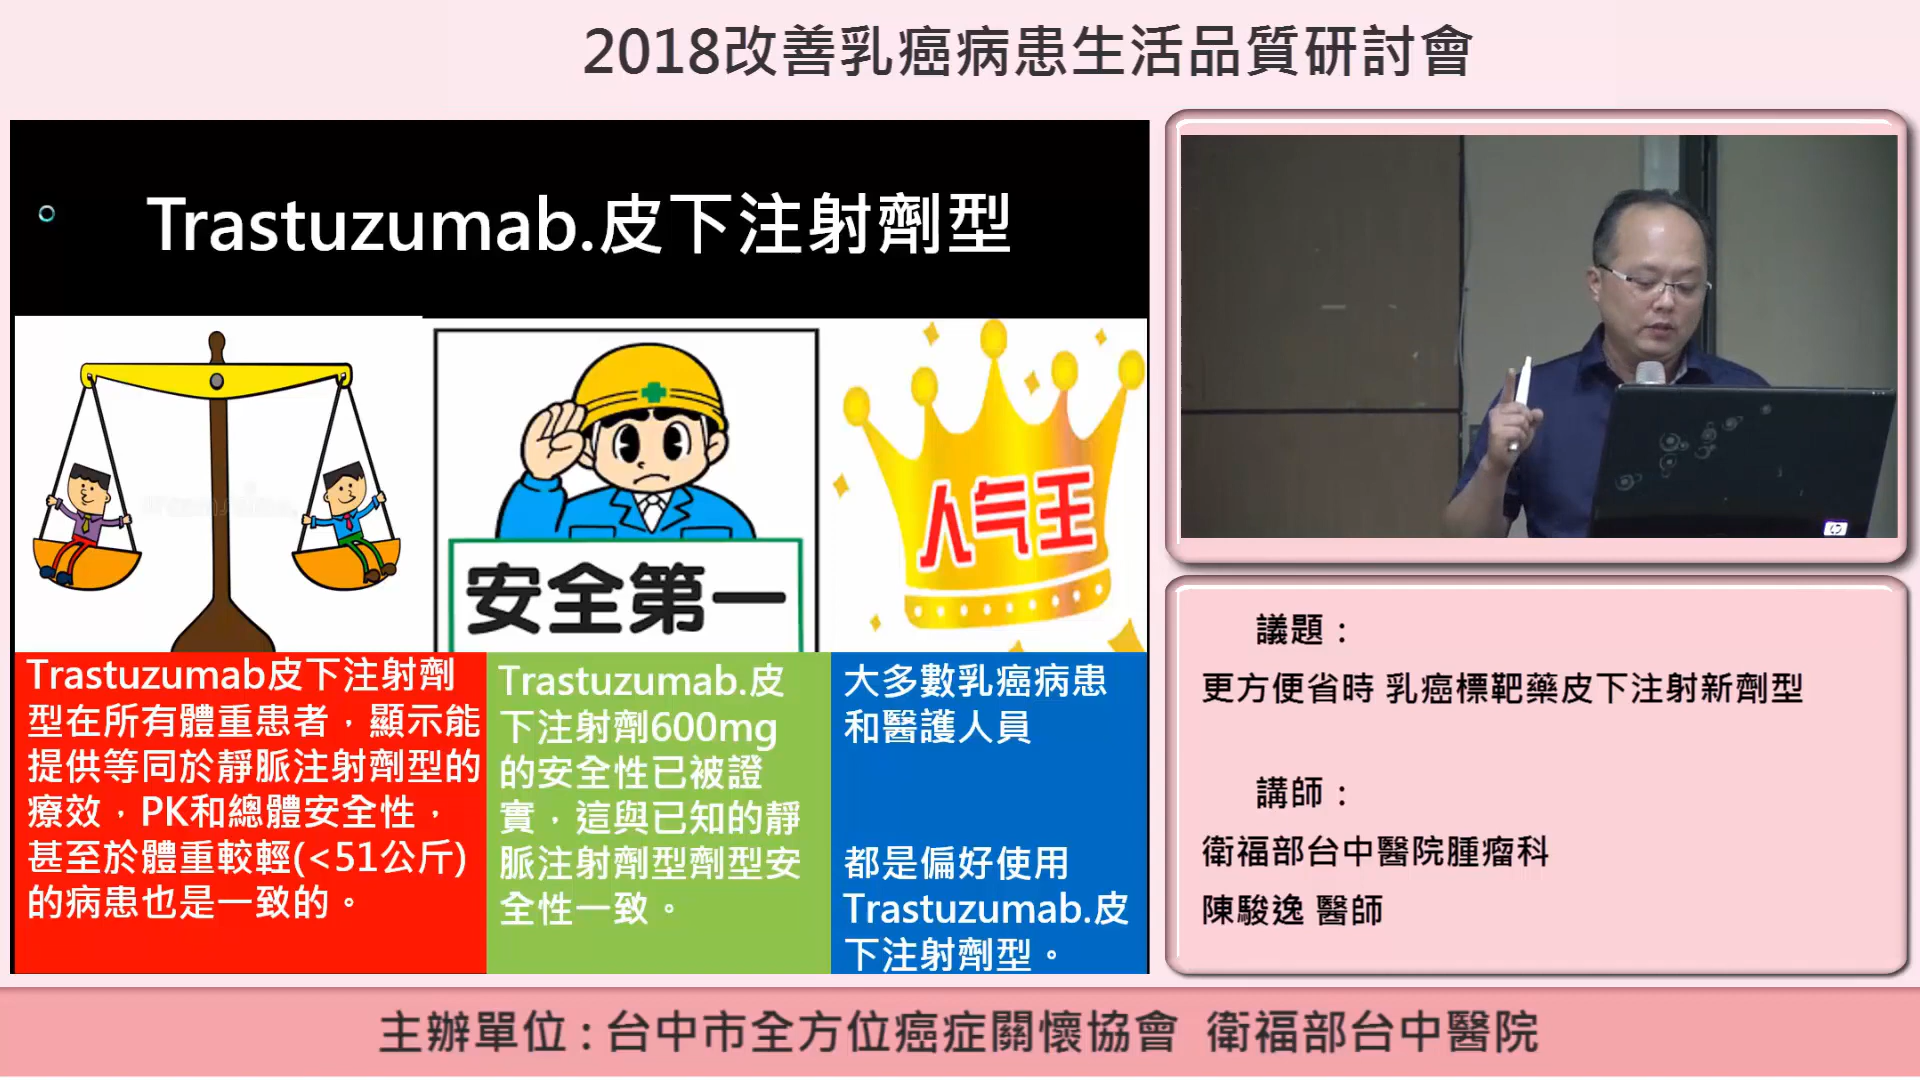 2018改善乳癌病患生活品質研討會
Trastuzumab.皮下注射劑型
安全第一
人气王
Trastuzumab皮下注射劑
型在所有體重患者，顯示能
提供等同於靜脈注射劑型的
療效，PK和總體安全性，
甚至於體重較輕(<51公斤)
的病患也是一致的。
Trastuzumab.皮
下注射劑600mg
的安全性已被證
實，這與已知的靜
脈注射劑型劑型安
全性一致。
大多數乳癌病患
和醫護人員
都是偏好使用
Trastuzumab.皮
下注射劑型。
議題：
更方便省時 乳癌標靶藥皮下注射新劑型
講師：
衛福部台中醫院腫瘤科
陳駿逸 醫師
主辦單位：台中市全方位癌症關懷協會 衛福部台中醫院